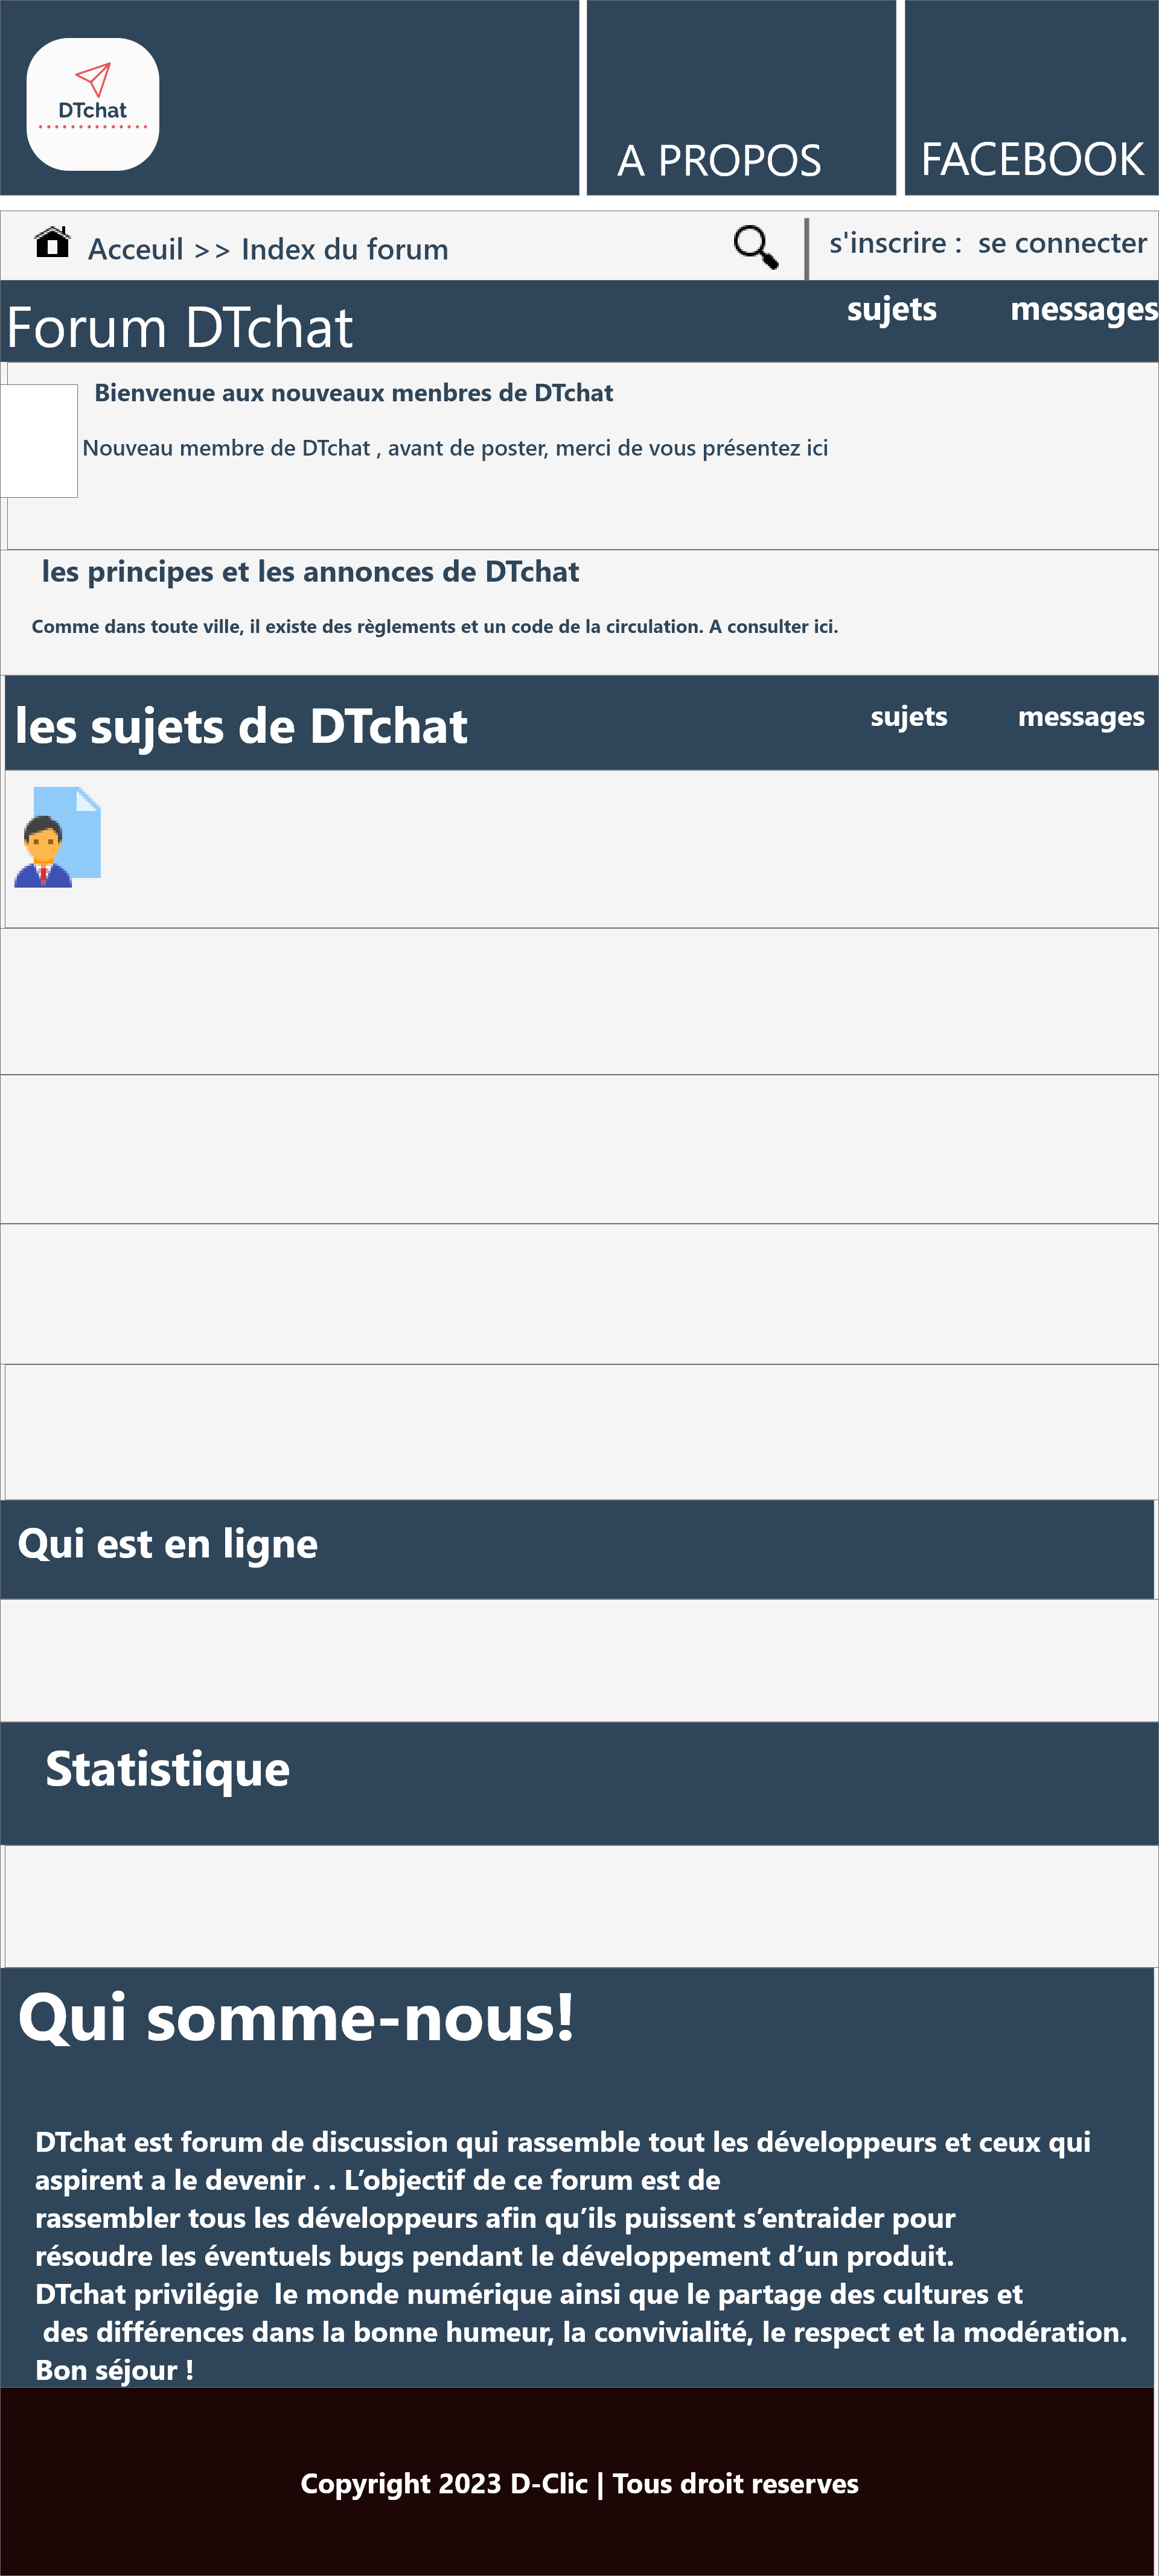 DTchat
A PROPOS
FACEBOOK
Acceuil >> Index du forum
s'inscrire :  se connecter
Forum DTchat
sujets
messages
Bienvenue aux nouveaux menbres de DTchat
Nouveau membre de DTchat , avant de poster, merci de vous présentez ici
les principes et les annonces de DTchat
Comme dans toute ville, il existe des règlements et un code de la circulation. A consulter ici.
les sujets de DTchat
sujets
messages
Qui est en ligne
Statistique
Qui somme-nous!
DTchat est forum de discussion qui rassemble tout les développeurs et ceux qui
aspirent a le devenir . . L’objectif de ce forum est de
rassembler tous les développeurs afin qu’ils puissent s’entraider pour
résoudre les éventuels bugs pendant le développement d’un produit.
DTchat privilégie  le monde numérique ainsi que le partage des cultures et
des différences dans la bonne humeur, la convivialité, le respect et la modération.
Bon séjour !
Copyright 2023 D-Clic | Tous droit reserves